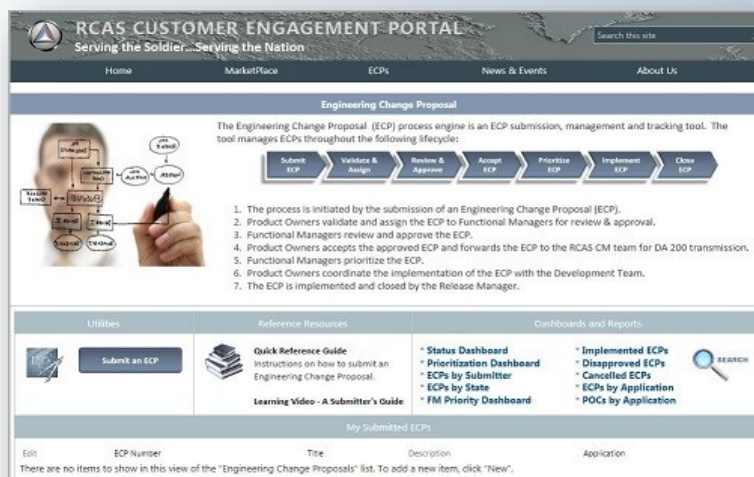 RCAS CUSTOMER ENGAGEMENT PORTAL
Serving the Soldier...Serving the Nation
Search this site
Home MarketPlace ECPs News & Events About Us
Engineering Change Proposal
The Engineering Change Proposal (ECP) process engine is an ECP submission, management and tracking tool. The
tool manages ECPs throughout the following lifecycle:
Submit ECP
Validate & Assign
Review & Approve
Accept ECP
Prioritize ECP
Implement ECP
Close ECP
1. The process is initiated by the submission of an Engineering Change Proposal (ECP).
2. Product Owners validate and assign the ECP to Functional Managers for review & approval.
3. Functional Managers review and approve the ECP.
4. Product Owners accepts the approved ECP and forwards the ECP to the RCAS CM team for DA 200 transmission.
5. Functional Managers prioritize the ECP.
6. Product Owners coordinate the implementation of the ECP with the Development Team.
7. The ECP is implemented and closed by the Release Manager.
Utilities Reference Resources Dashboards and Reports
Submit an ECP
Quick Reference Guide
Instructions on how to submit an
Engineering Change Proposal.
Learning Video - A Submitter's Guide
* Status Dashboard
* Prioritization Dashboard
* ECPs by Submitter
* ECPs by State
* FM Priority Dashboard
* Implemented ECPs
* Disapproved ECPs
* Cancelled ECPs
* ECPs by Application
* POCs by Application
SEARCH
My Submitted ECPs
Edit ECP Number Title Description Application
There are no items to show in this view of the "Engineering Change Proposals" list. To add a new item, click "New".